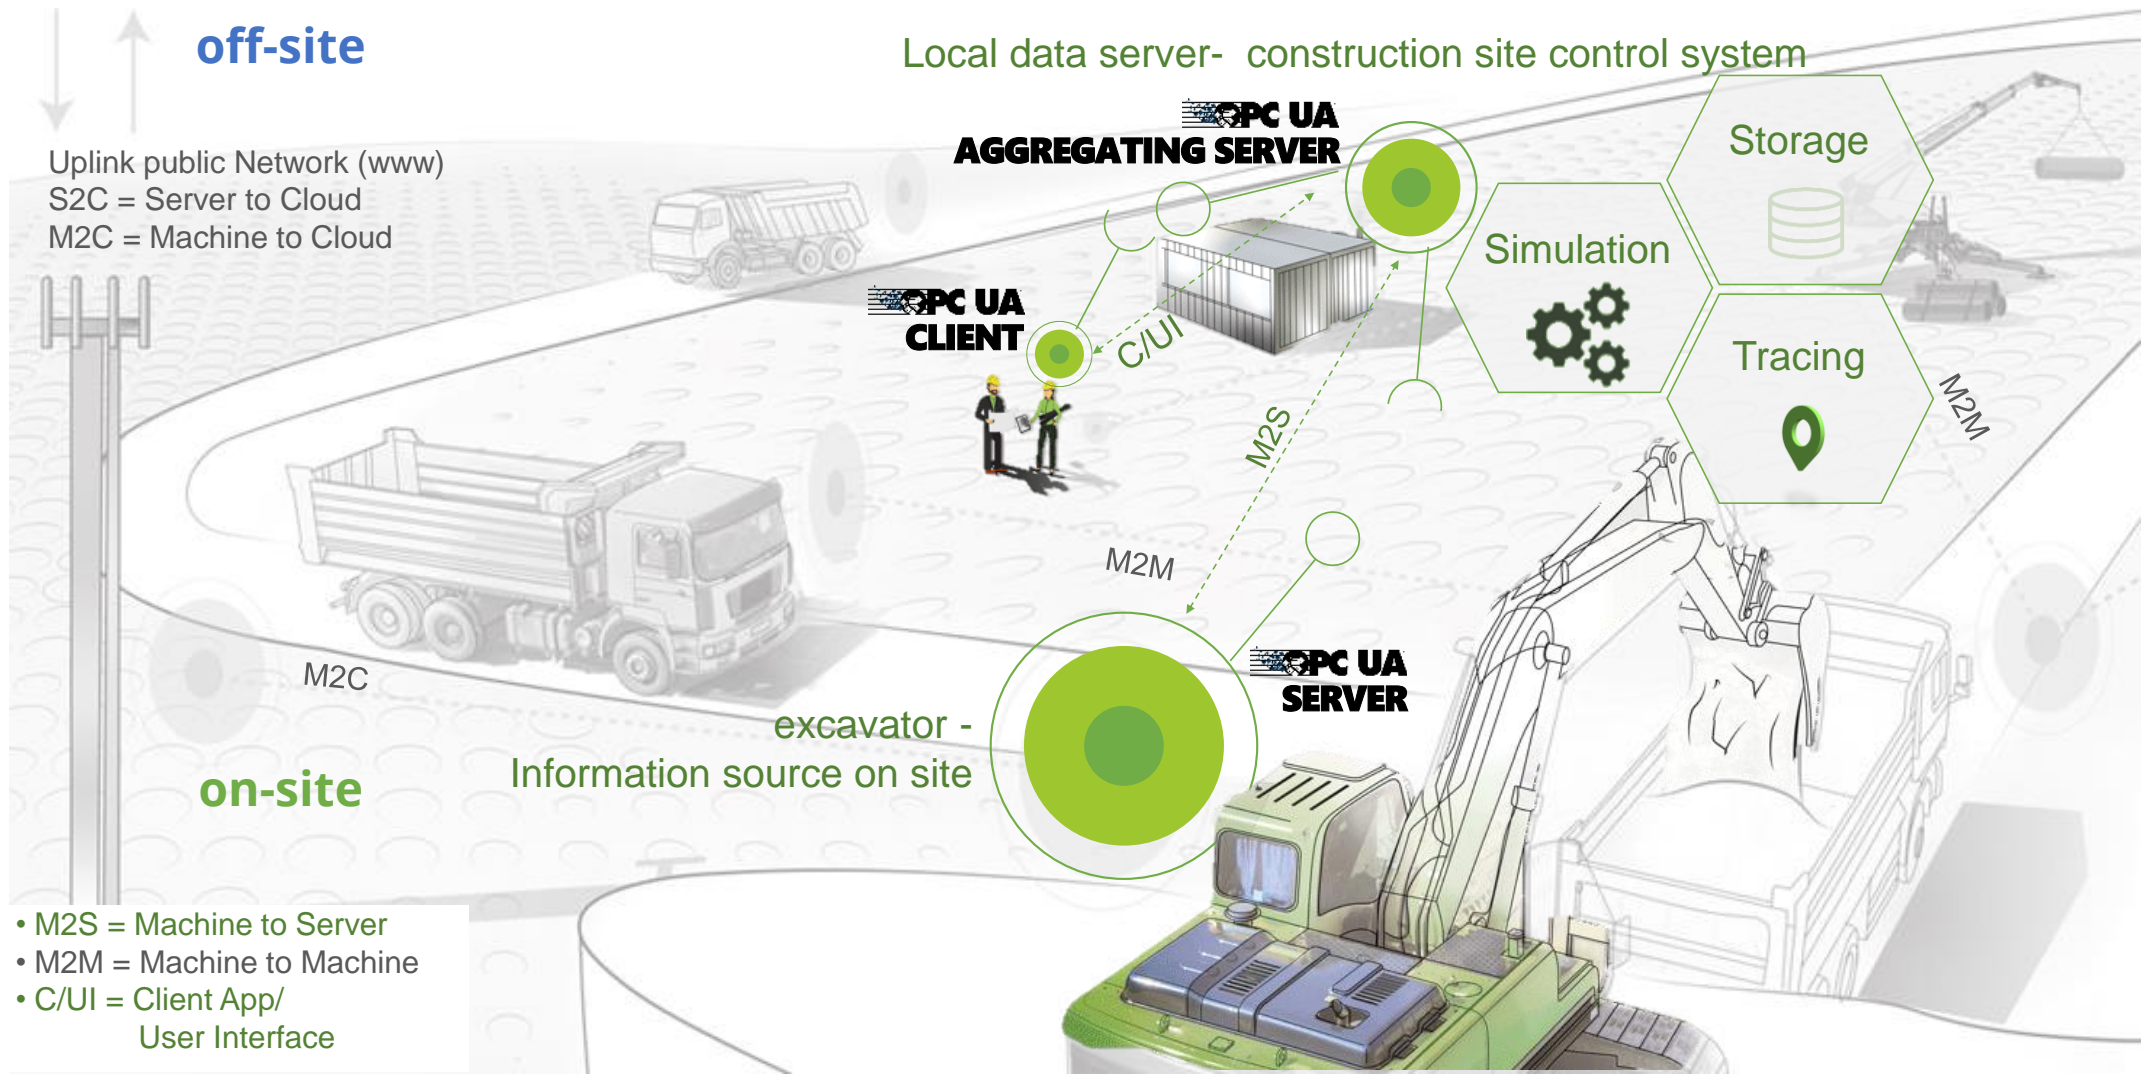 off-site
Local data server-  construction site control system
Uplink public Network (www)
S2C = Server to Cloud
M2C = Machine to Cloud
OPC UA
AGGREGATING SERVER
Storage
Simulation
Tracing
OPC UA
CLIENT
C/UI
M2S
M2M
M2M
M2C
OPC UA
SERVER
excavator -
Information source on site
on-site
• M2S = Machine to Server
• M2M = Machine to Machine
• C/UI = Client App/
User Interface